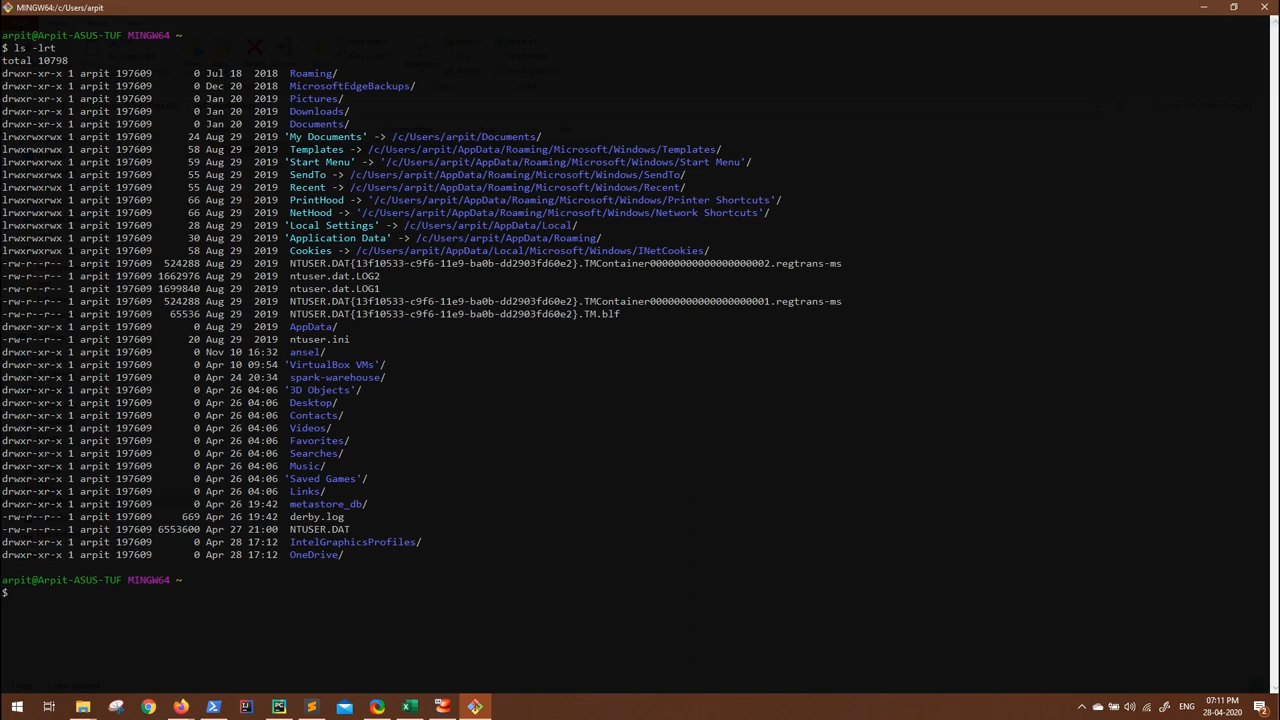 MINGW64:/c/Users/arpit
arpit@Arpit-ASUS-TUF MINGW64 ~
$ ls -lrt
total 10798
drwxr-xr-x 1 arpit 197609       0 Jul 18  2018  Roaming/
drwxr-xr-x 1 arpit 197609       0 Dec 20  2018  MicrosoftEdgeBackups/
drwxr-xr-x 1 arpit 197609       0 Jan 20  2019  Pictures/
drwxr-xr-x 1 arpit 197609       0 Jan 20  2019  Downloads/
drwxr-xr-x 1 arpit 197609       0 Jan 20  2019  Documents/
lrwxrwxrwx 1 arpit 197609      24 Aug 29  2019 'My Documents' -> /c/Users/arpit/Documents/
lrwxrwxrwx 1 arpit 197609      58 Aug 29  2019  Templates -> /c/Users/arpit/AppData/Roaming/Microsoft/Windows/Templates/
lrwxrwxrwx 1 arpit 197609      59 Aug 29  2019 'Start Menu' -> '/c/Users/arpit/AppData/Roaming/Microsoft/Windows/Start Menu'/
lrwxrwxrwx 1 arpit 197609      55 Aug 29  2019  SendTo -> /c/Users/arpit/AppData/Roaming/Microsoft/Windows/SendTo/
lrwxrwxrwx 1 arpit 197609      55 Aug 29  2019  Recent -> /c/Users/arpit/AppData/Roaming/Microsoft/Windows/Recent/
lrwxrwxrwx 1 arpit 197609      66 Aug 29  2019  PrintHood -> '/c/Users/arpit/AppData/Roaming/Microsoft/Windows/Printer Shortcuts'/
lrwxrwxrwx 1 arpit 197609      66 Aug 29  2019  NetHood -> '/c/Users/arpit/AppData/Roaming/Microsoft/Windows/Network Shortcuts'/
lrwxrwxrwx 1 arpit 197609      28 Aug 29  2019 'Local Settings' -> /c/Users/arpit/AppData/Local/
lrwxrwxrwx 1 arpit 197609      30 Aug 29  2019 'Application Data' -> /c/Users/arpit/AppData/Roaming/
lrwxrwxrwx 1 arpit 197609      58 Aug 29  2019  Cookies -> /c/Users/arpit/AppData/Local/Microsoft/Windows/INetCookies/
-rw-r--r-- 1 arpit 197609  524288 Aug 29  2019  NTUSER.DAT{13f10533-c9f6-11e9-ba0b-dd2903fd60e2}.TMContainer00000000000000000002.regtrans-ms
-rw-r--r-- 1 arpit 197609 1662976 Aug 29  2019  ntuser.dat.LOG2
-rw-r--r-- 1 arpit 197609 1699840 Aug 29  2019  ntuser.dat.LOG1
-rw-r--r-- 1 arpit 197609  524288 Aug 29  2019  NTUSER.DAT{13f10533-c9f6-11e9-ba0b-dd2903fd60e2}.TMContainer00000000000000000001.regtrans-ms
-rw-r--r-- 1 arpit 197609   65536 Aug 29  2019  NTUSER.DAT{13f10533-c9f6-11e9-ba0b-dd2903fd60e2}.TM.blf
drwxr-xr-x 1 arpit 197609       0 Aug 29  2019  AppData/
-rw-r--r-- 1 arpit 197609      20 Aug 29  2019  ntuser.ini
drwxr-xr-x 1 arpit 197609       0 Nov 10 16:32  ansel/
drwxr-xr-x 1 arpit 197609       0 Apr 10 09:54 'VirtualBox VMs'/
drwxr-xr-x 1 arpit 197609       0 Apr 24 20:34  spark-warehouse/
drwxr-xr-x 1 arpit 197609       0 Apr 26 04:06 '3D Objects'/
drwxr-xr-x 1 arpit 197609       0 Apr 26 04:06  Desktop/
drwxr-xr-x 1 arpit 197609       0 Apr 26 04:06  Contacts/
drwxr-xr-x 1 arpit 197609       0 Apr 26 04:06  Videos/
drwxr-xr-x 1 arpit 197609       0 Apr 26 04:06  Favorites/
drwxr-xr-x 1 arpit 197609       0 Apr 26 04:06  Searches/
drwxr-xr-x 1 arpit 197609       0 Apr 26 04:06  Music/
drwxr-xr-x 1 arpit 197609       0 Apr 26 04:06 'Saved Games'/
drwxr-xr-x 1 arpit 197609       0 Apr 26 04:06  Links/
drwxr-xr-x 1 arpit 197609       0 Apr 26 19:42  metastore_db/
-rw-r--r-- 1 arpit 197609     669 Apr 26 19:42  derby.log
-rw-r--r-- 1 arpit 197609 6553600 Apr 27 21:00  NTUSER.DAT
drwxr-xr-x 1 arpit 197609       0 Apr 28 17:12  IntelGraphicsProfiles/
drwxr-xr-x 1 arpit 197609       0 Apr 28 17:12  OneDrive/
arpit@Arpit-ASUS-TUF MINGW64 ~
$
ENG
07:11 PM
28-04-2020
2